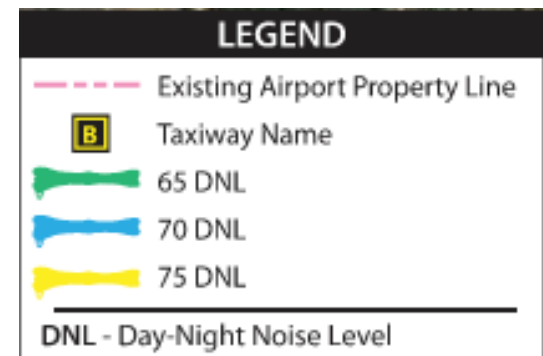 LEGEND
Existing Airport Property Line
B Taxiway Name
65 DNL
70 DNL
75 DNL
DNL - Day-Night Noise Level